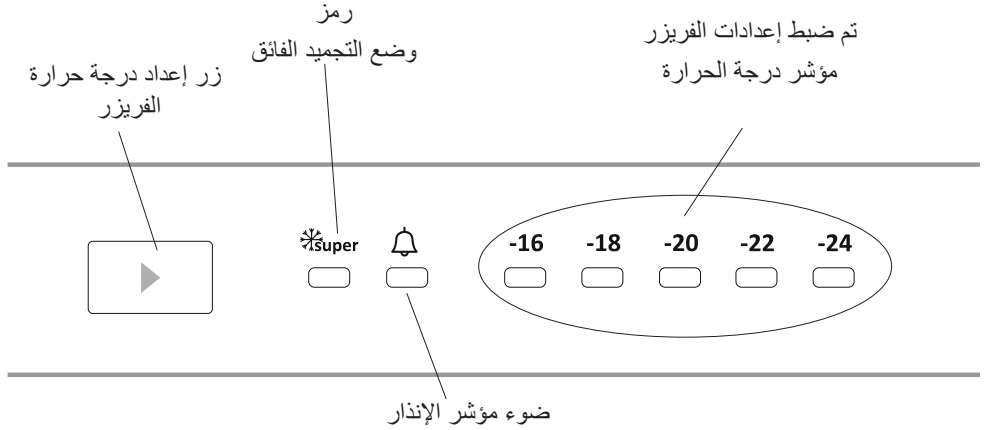 رمز
وضع التجميد الفائق
تم ضبط إعدادات الفريزر
مؤشر درجة الحرارة
زر إعداد درجة حرارة
الفريزر
super
-16 -18 -20 -22 -24
ضوء مؤشر الإنذار